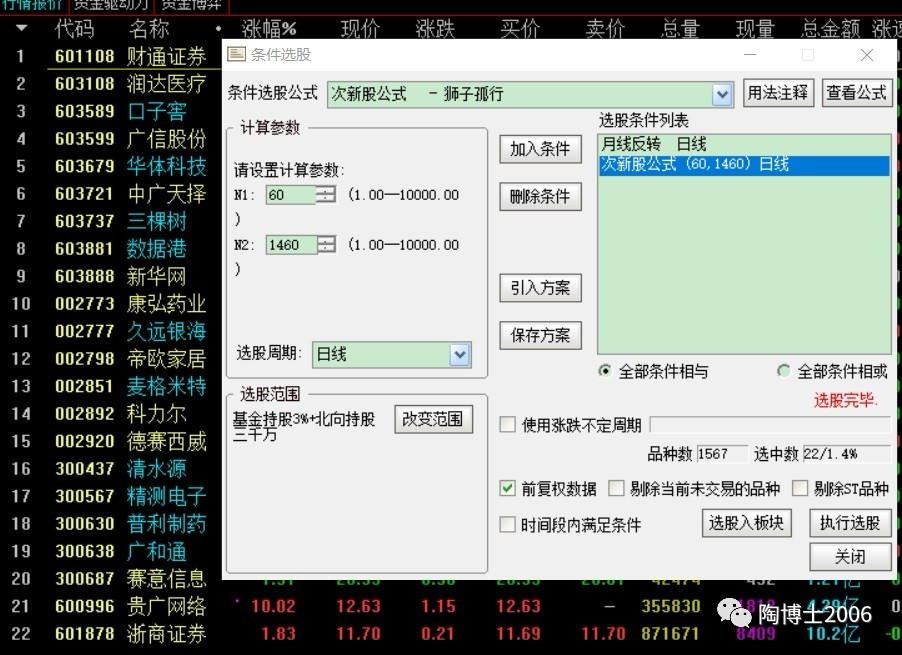 行情报价 资金驱动力 资金博弈
代码 名称 涨幅% 现价 涨跌 买价 卖价 总量 现量 总金额 涨速
1 601108 财通证券
2 603108 润达医疗
3 603589 口子窖
4 603599 广信股份
5 603679 华体科技
6 603721 中广天择
7 603737 三棵树
8 603881 数据港
9 603888 新华网
10 002773 康弘药业
11 002777 久远银海
12 002798 帝欧家居
13 002851 麦格米特
14 002892 科力尔
15 002920 德赛西威
16 300437 清水源
17 300567 精测电子
18 300630 普利制药
19 300638 广和通
20 300687 赛意信息
21 600996 贵广网络 10.02 12.63 1.15 12.63 — 355830
22 601878 浙商证券 1.83 11.70 0.21 11.69 11.70 871671 8409 10.2亿
条件选股
条件选股公式 次新股公式 - 狮子孤行 用法注释 查看公式
计算参数
请设置计算参数:
N1: 60 (1.00—10000.00
)
N2: 1460 (1.00—10000.00
)
选股周期: 日线
加入条件
删除条件
引入方案
保存方案
选股条件列表
月线反转 日线
次新股公式 (60,1460) 日线
全部条件相与 全部条件相或
选股完毕.
选股范围
基金持股3%+北向持股
三千万
改变范围
使用涨跌不定周期
品种数 1567 选中数 22/1.4%
前复权数据 剔除当前未交易的品种 剔除ST品种
时间段内满足条件 选股入板块 执行选股
关闭
陶博士2006